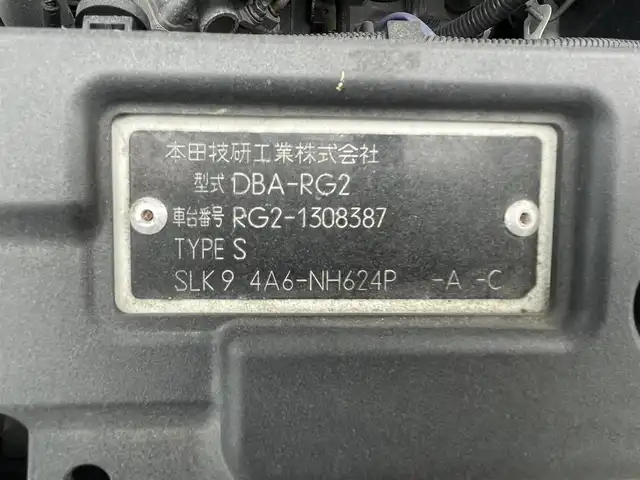 本田技研工業株式会社
型式 DBA-RG2
車台番号 RG2-1308387
TYPE S
SLK9 4A6-NH624P -A -C